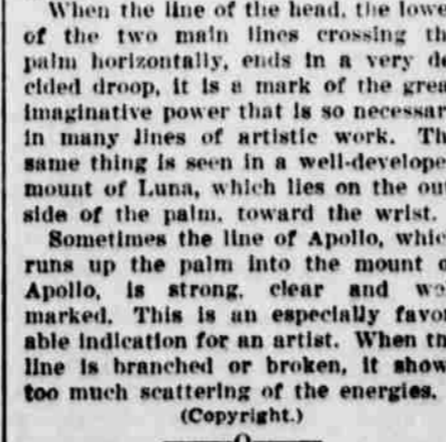 When the line of the head, the lowe
of the two main lines crossing th
palm horizontally, ends in a very de
cided droop, it is a mark of the grea
imaginative power that is so necessar
in many lines of artistic work. Th
same thing is seen in a well-develope
mount of Luna, which lies on the ou
side of the palm, toward the wrist.
Sometimes the line of Apollo, whic
runs up the palm into the mount o
Apollo, is strong, clear and we
marked. This is an especially favor
able indication for an artist. When th
line is branched or broken, it show
too much scattering of the energies.
(Copyright.)